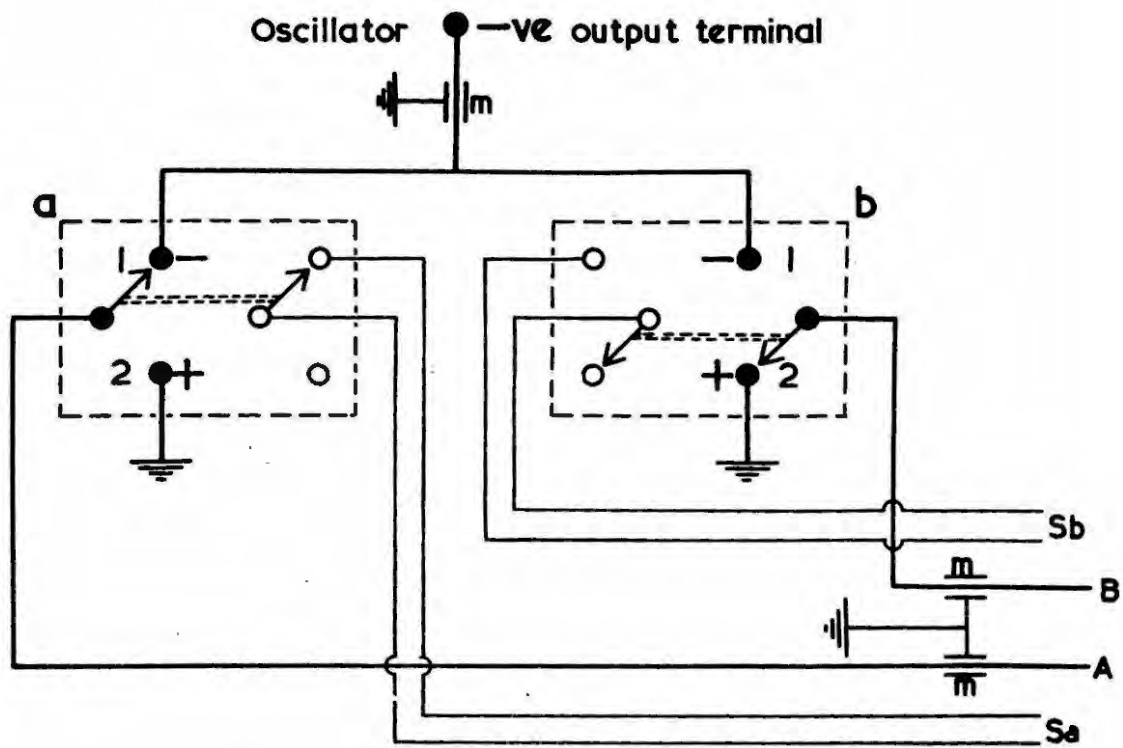 Oscillator −ve output terminal
m
a b
1 − − 1
2 + + 2
Sb
m
B
A
m
Sa